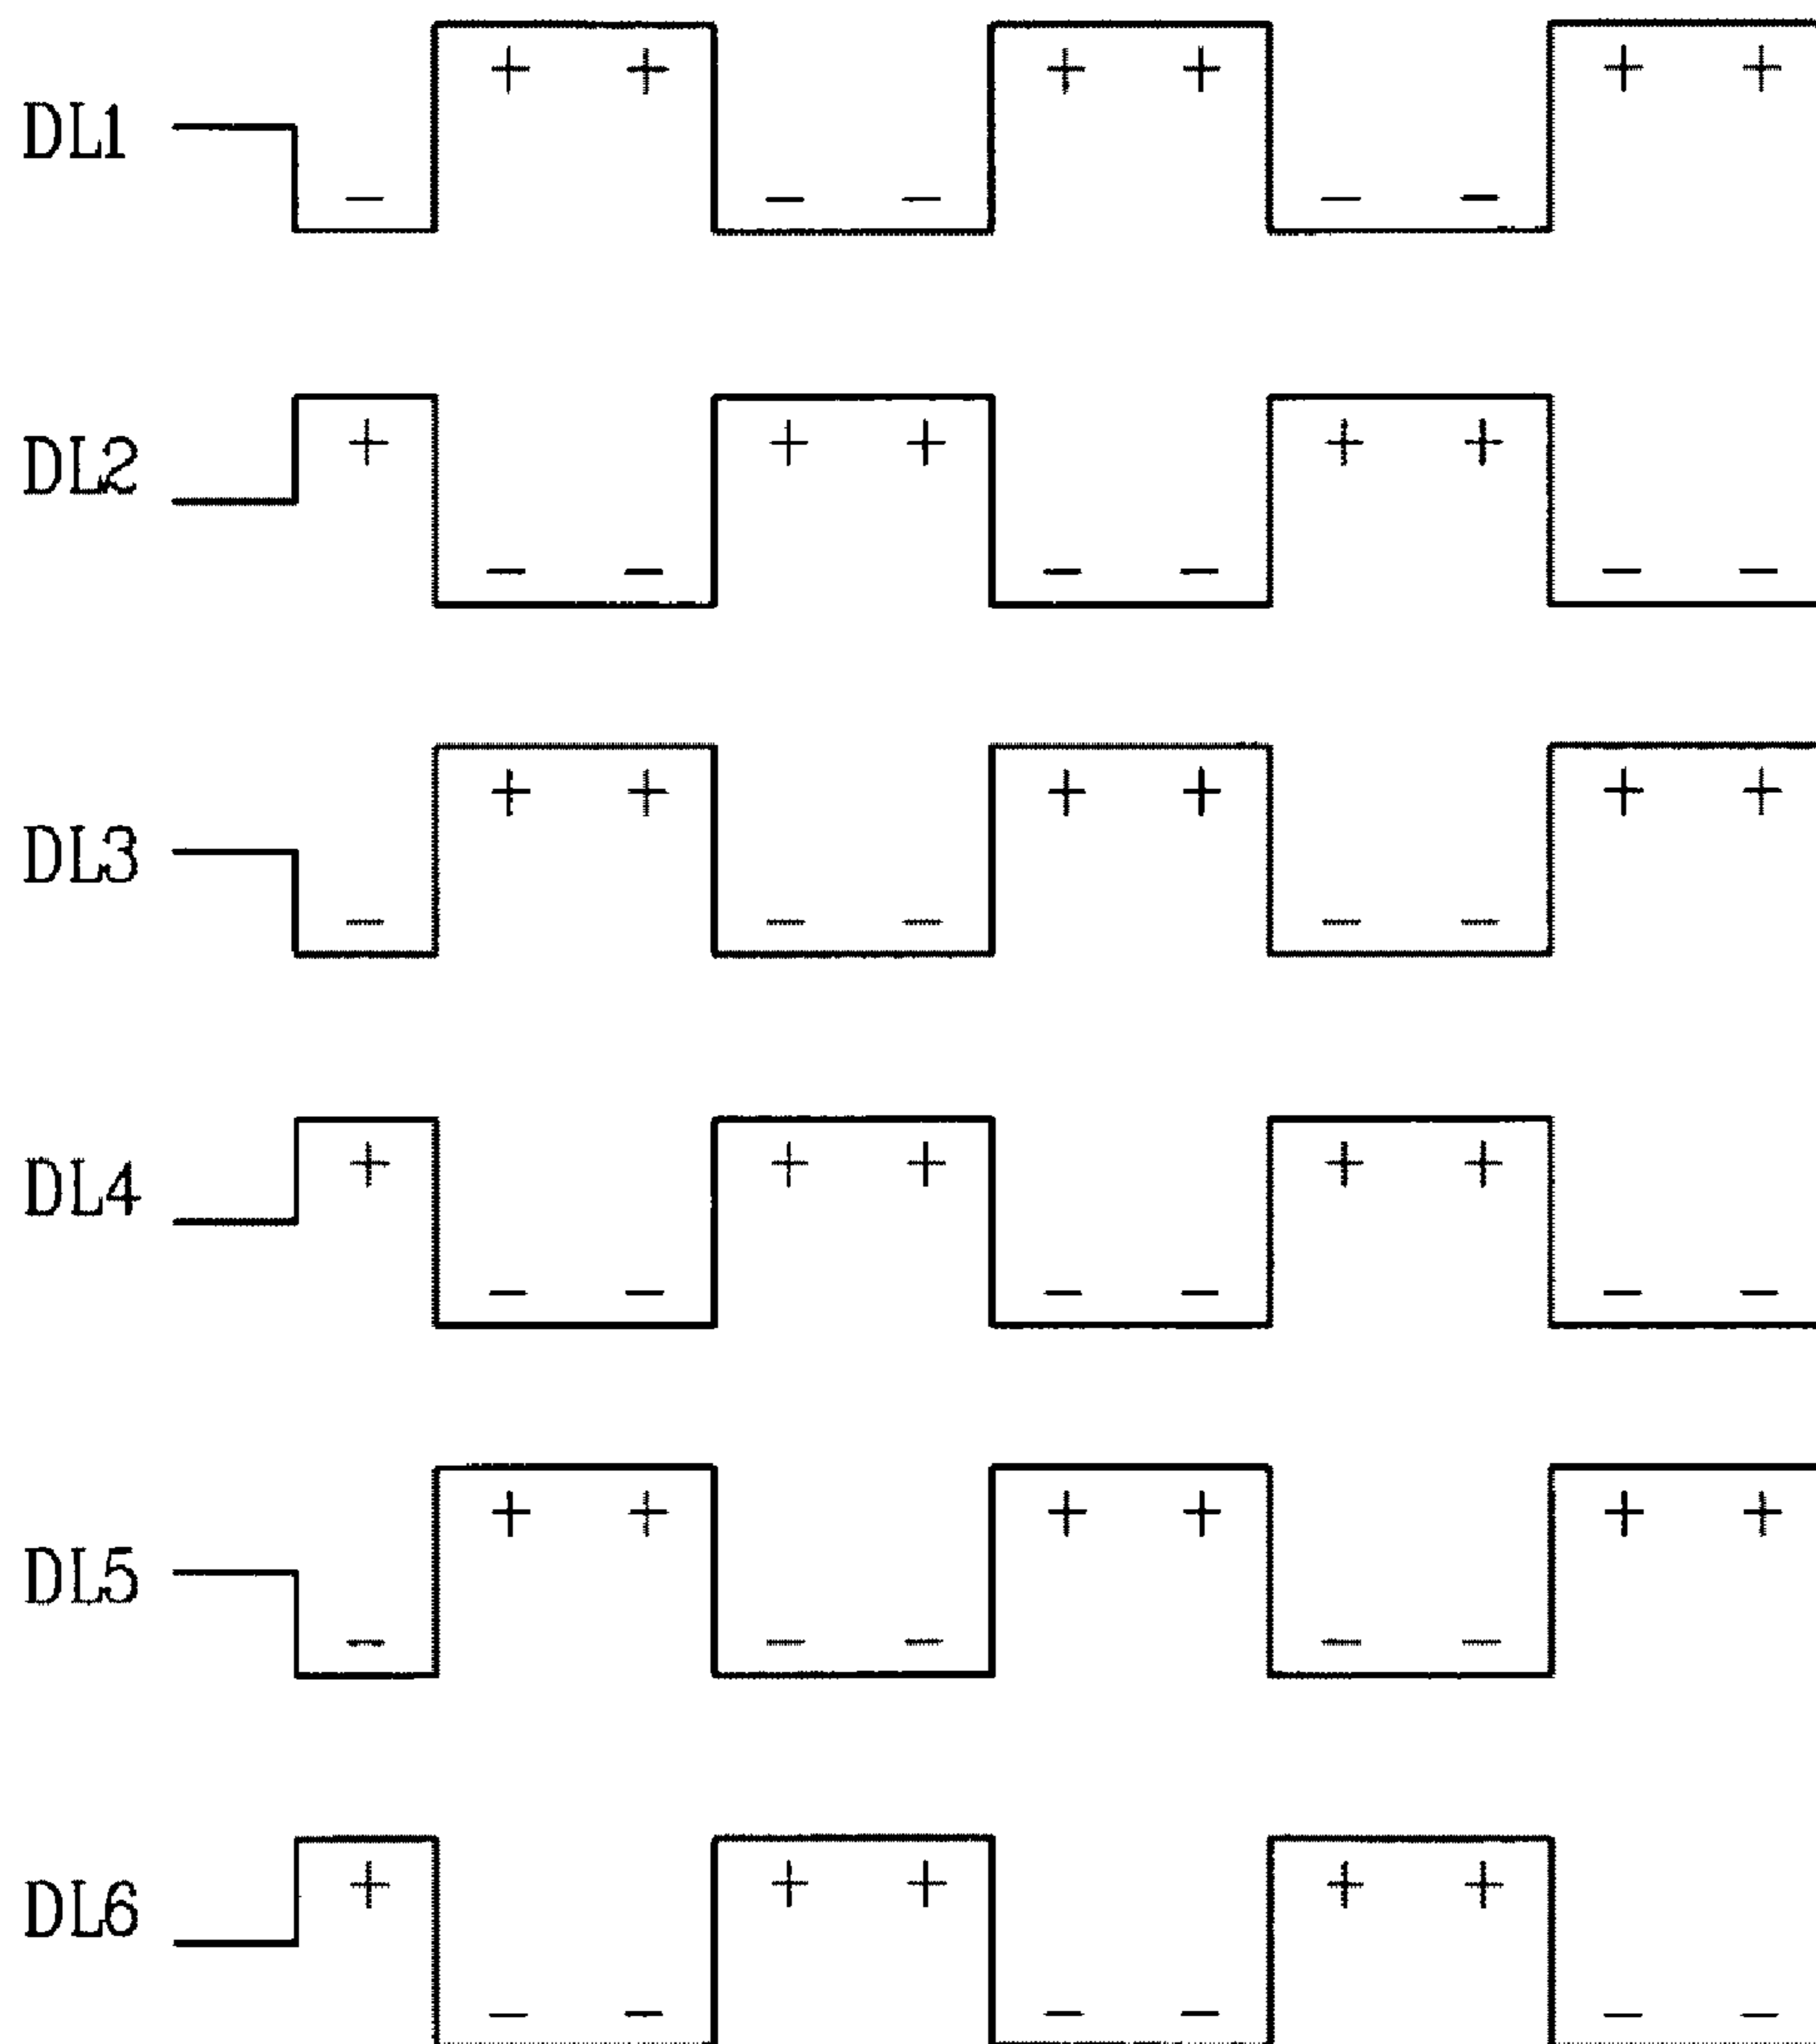 DL1 − + + − − + + − − + +
DL2 + − − + + − − + + − −
DL3 − + + − − + + − − + +
DL4 + − − + + − − + + − −
DL5 − + + − − + + − − + +
DL6 + − − + + − − + + − −